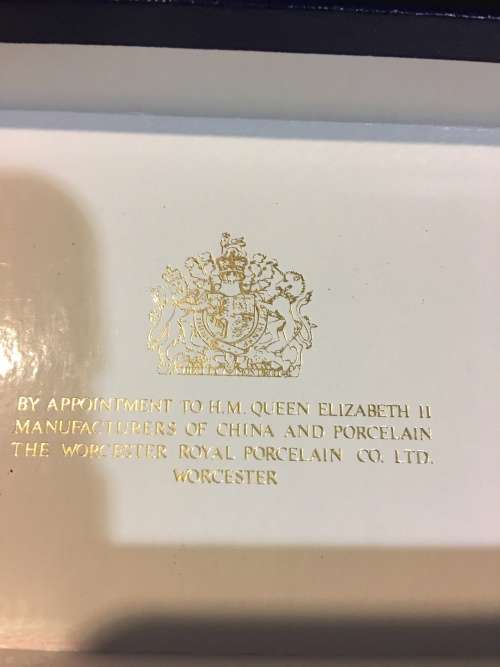 BY APPOINTMENT TO H.M. QUEEN ELIZABETH II
MANUFACTURERS OF CHINA AND PORCELAIN
THE WORCESTER ROYAL PORCELAIN CO. LTD.
WORCESTER